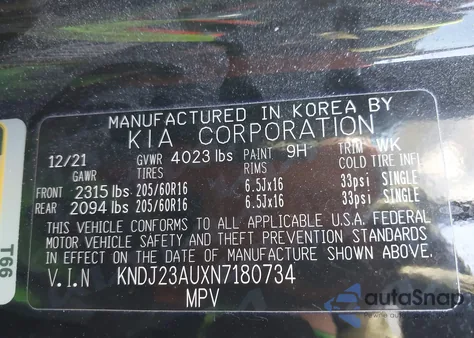 MANUFACTURED IN KOREA BY
KIA CORPORATION
12/21 GVWR 4023 lbs PAINT 9H TRIM WK
GAWR TIRES RIMS COLD TIRE INFL
FRONT 2315 lbs 205/60R16 6.5Jx16 33psi SINGLE
REAR 2094 lbs 205/60R16 6.5Jx16 33psi SINGLE
THIS VEHICLE CONFORMS TO ALL APPLICABLE U.S.A. FEDERAL
MOTOR VEHICLE SAFETY AND THEFT PREVENTION STANDARDS
IN EFFECT ON THE DATE OF MANUFACTURE SHOWN ABOVE.
V.I.N KNDJ23AUXN7180734
MPV
T66
autoSnap